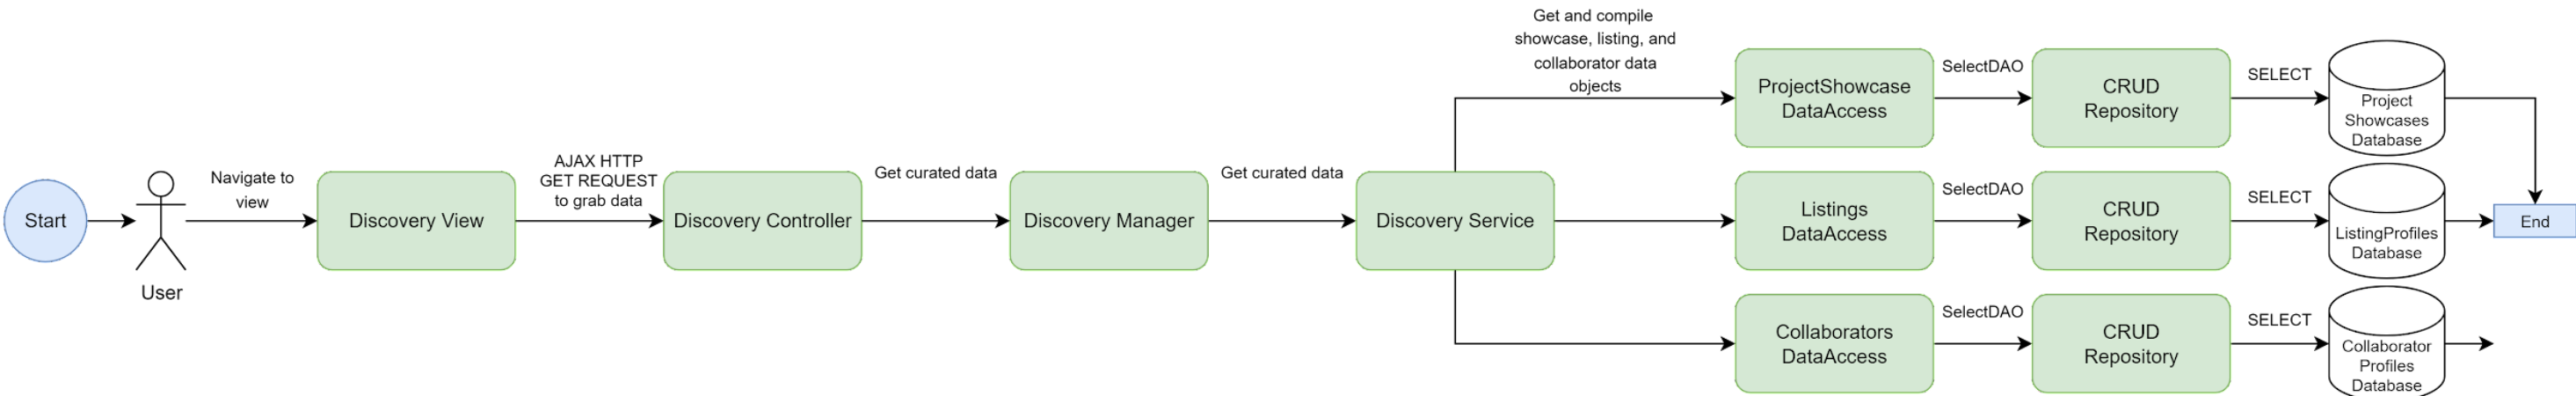 Start
User
Navigate to
view
Discovery View
AJAX HTTP
GET REQUEST
to grab data
Discovery Controller
Get curated data
Discovery Manager
Get curated data
Discovery Service
Get and compile
showcase, listing, and
collaborator data
objects
ProjectShowcase
DataAccess
SelectDAO
CRUD
Repository
SELECT
Project
Showcases
Database
Listings
DataAccess
SelectDAO
CRUD
Repository
SELECT
ListingProfiles
Database
End
Collaborators
DataAccess
SelectDAO
CRUD
Repository
SELECT
Collaborator
Profiles
Database